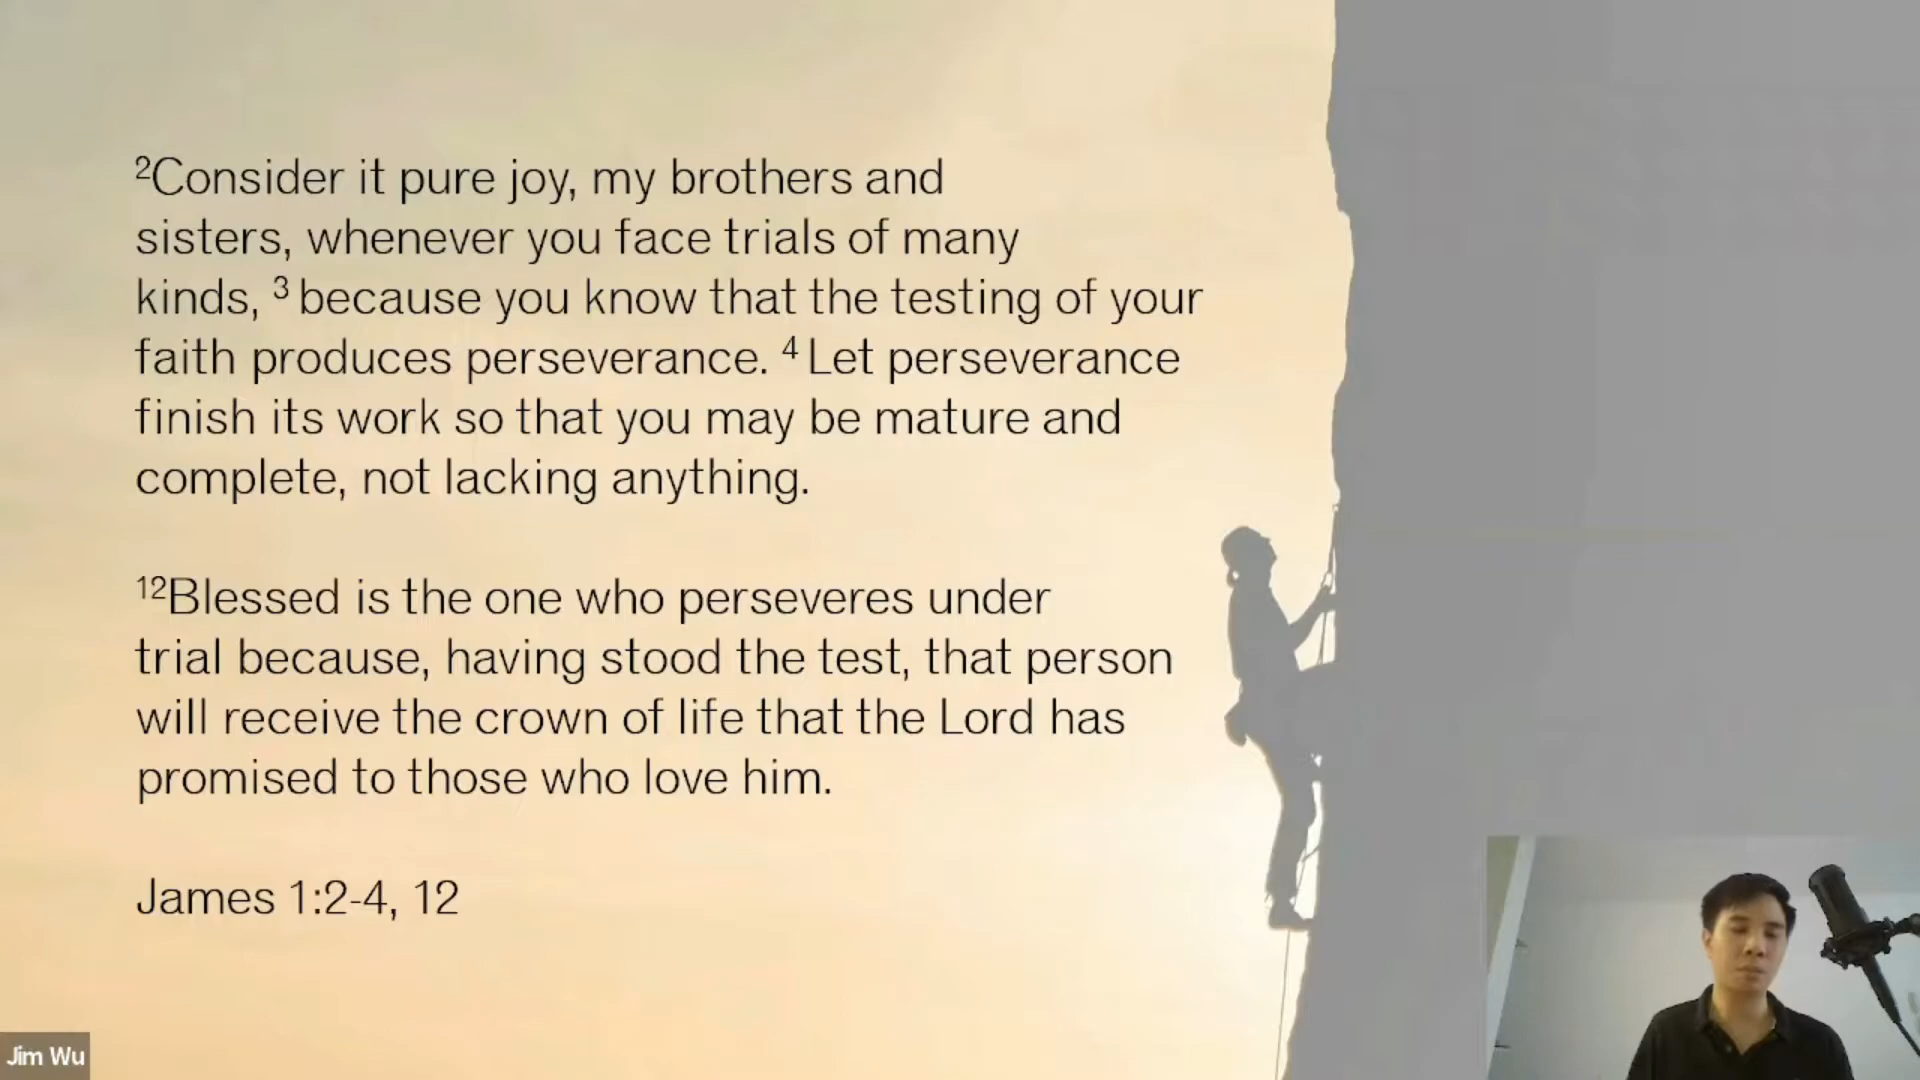 ²Consider it pure joy, my brothers and
sisters, whenever you face trials of many
kinds, ³ because you know that the testing of your
faith produces perseverance. ⁴ Let perseverance
finish its work so that you may be mature and
complete, not lacking anything.
¹²Blessed is the one who perseveres under
trial because, having stood the test, that person
will receive the crown of life that the Lord has
promised to those who love him.
James 1:2-4, 12
Jim Wu